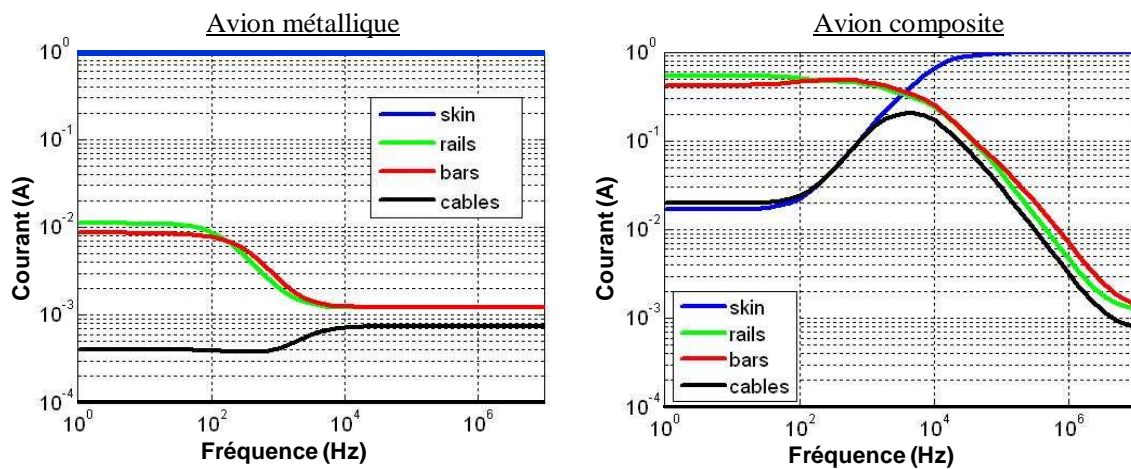 Avion métallique
Courant (A)
10^0
10^-1
10^-2
10^-3
10^-4
skin
rails
bars
cables
10^0 10^2 10^4 10^6
Fréquence (Hz)
Avion composite
Courant (A)
10^0
10^-1
10^-2
10^-3
10^-4
skin
rails
bars
cables
10^0 10^2 10^4 10^6
Fréquence (Hz)